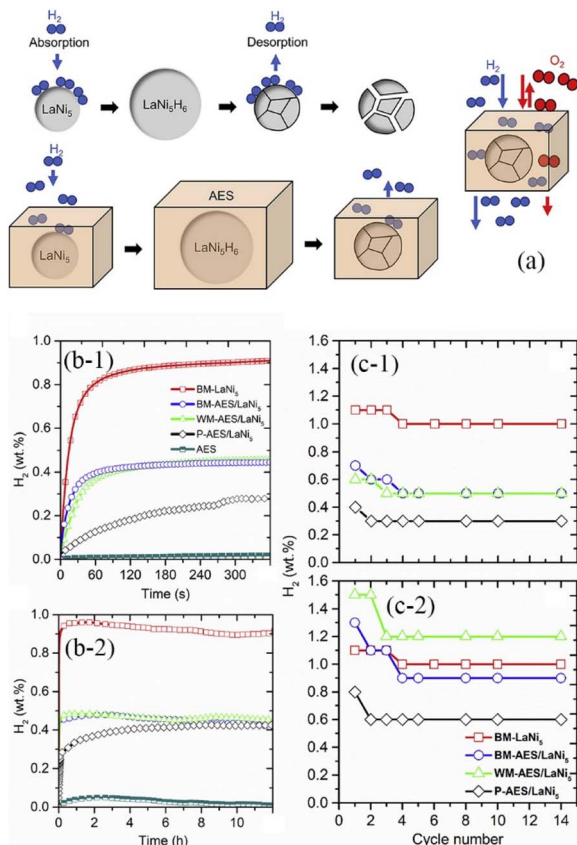 H₂
Absorption
LaNi₅
LaNi₅H₆
H₂
Desorption
H₂
O₂
H₂
LaNi₅
AES
LaNi₅H₆
(a)
(b-1)
1.0
0.8
0.6
0.4
0.2
0.0
BM-LaNi₅
BM-AES/LaNi₅
WM-AES/LaNi₅
P-AES/LaNi₅
AES
H₂ (wt.%)
0 60 120 180 240 300 360
Time (s)
(b-2)
1.0
0.8
0.6
0.4
0.2
0.0
H₂ (wt.%)
0 2 4 6 8 10 12
Time (h)
(c-1)
1.6
1.4
1.2
1.0
0.8
0.6
0.4
0.2
0.0
H₂ (wt.%)
(c-2)
1.6
1.4
1.2
1.0
0.8
0.6
0.4
0.2
0.0
BM-LaNi₅
BM-AES/LaNi₅
WM-AES/LaNi₅
P-AES/LaNi₅
0 2 4 6 8 10 12 14
Cycle number